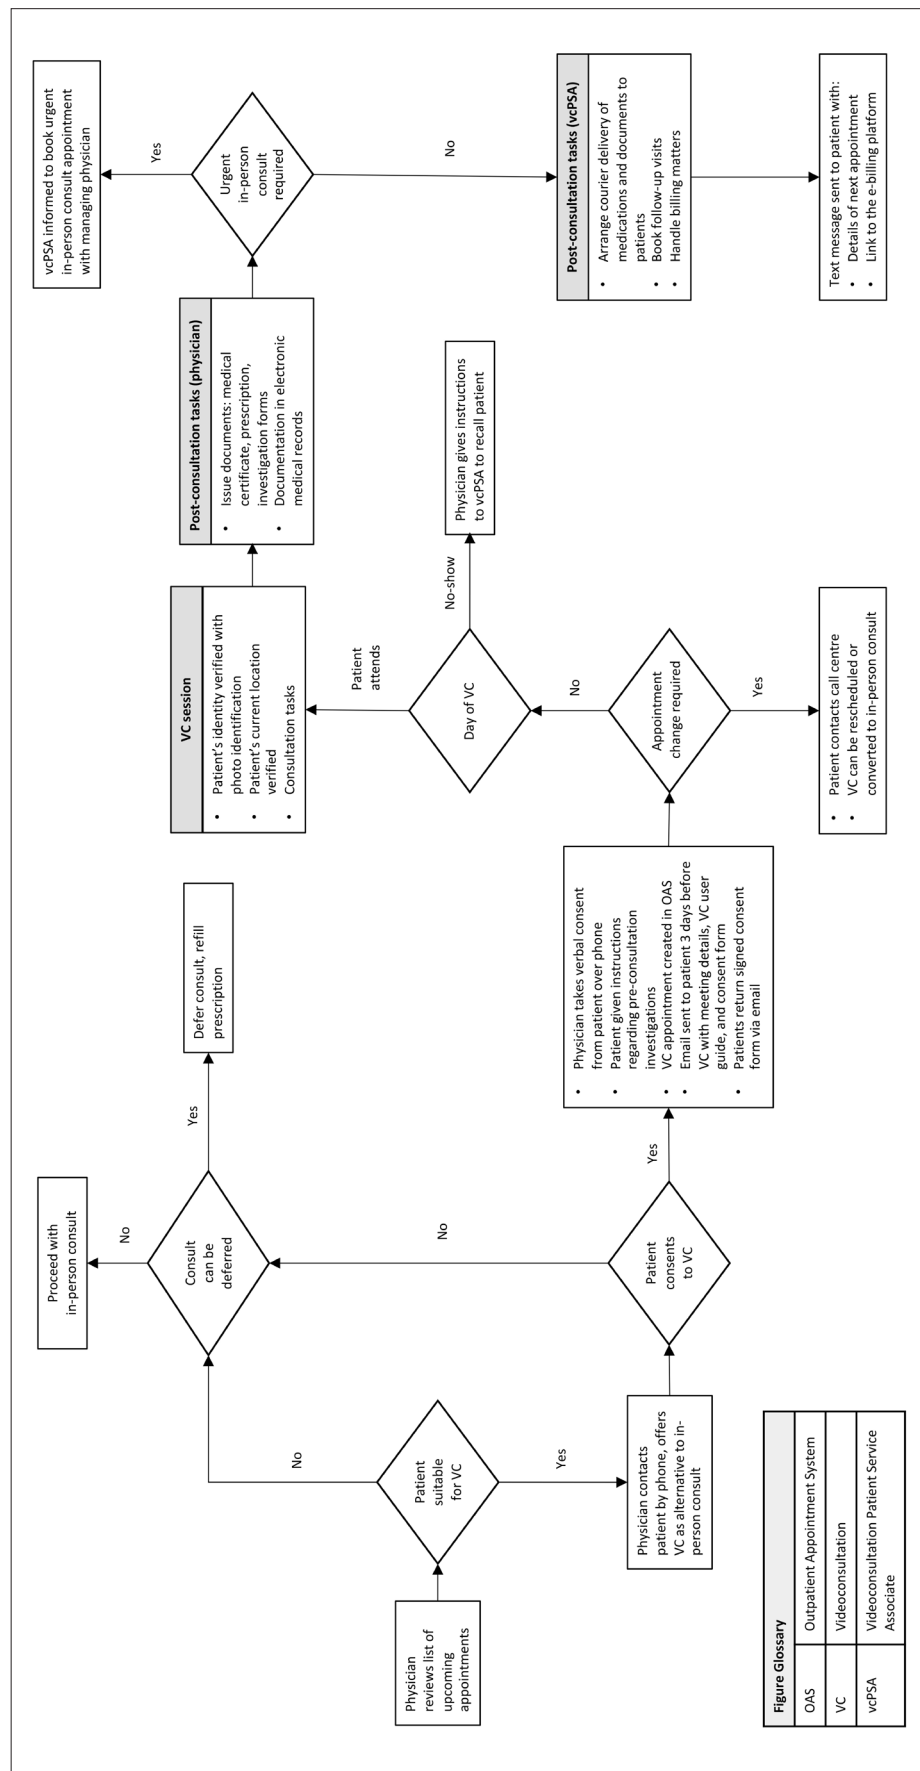 Physician
reviews list of
upcoming
appointments
Patient
suitable
for VC
No
Yes
Physician contacts
patient by phone, offers
VC as alternative to in-
person consult
Proceed with
in-person consult
No
Consult
can be
deferred
Yes
Defer consult, refill
prescription
No
Patient
consents
to VC
Yes
• Physician takes verbal consent
from patient over phone
• Patient given instructions
regarding pre-consultation
investigations
• VC appointment created in OAS
• Email sent to patient 3 days before
VC with meeting details, VC user
guide, and consent form
• Patients return signed consent
form via email
Appointment
change required
Yes
• Patient contacts call centre
• VC can be rescheduled or
converted to in-person consult
No
Day of VC
No-show
Physician gives instructions
to vcPSA to recall patient
Patient
attends
VC session
• Patient’s identity verified with
photo identification
• Patient’s current location
verified
• Consultation tasks
Post-consultation tasks (physician)
• Issue documents: medical
certificate, prescription,
investigation forms
• Documentation in electronic
medical records
Urgent
in-person
consult
required
Yes
vcPSA informed to book urgent
in-person consult appointment
with managing physician
No
Post-consultation tasks (vcPSA)
• Arrange courier delivery of
medications and documents to
patients
• Book follow-up visits
• Handle billing matters
Text message sent to patient with:
• Details of next appointment
• Link to the e-billing platform
Figure Glossary
OAS Outpatient Appointment System
VC Videoconsultation
vcPSA Videoconsultation Patient Service
Associate